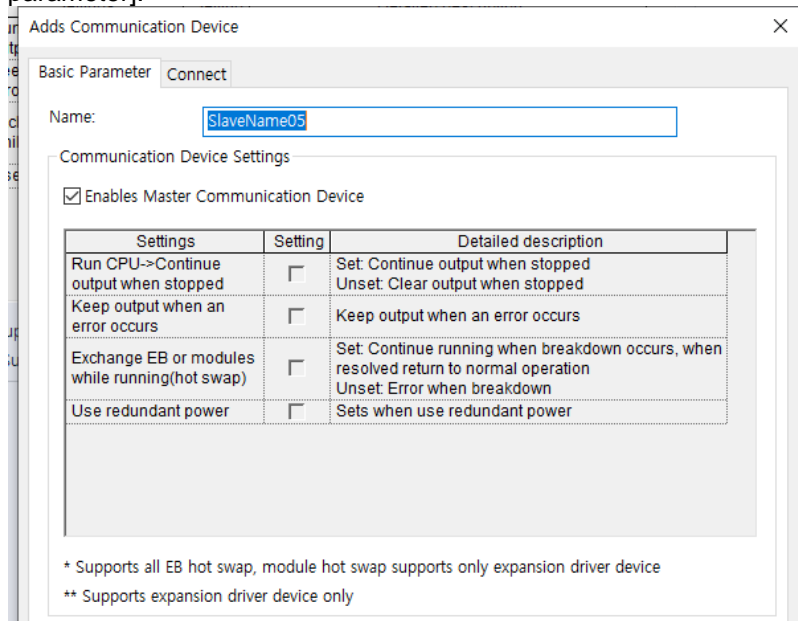 parameter].
Adds Communication Device
Basic Parameter Connect
Name: SlaveName05
Communication Device Settings
Enables Master Communication Device
Settings Setting Detailed description
Run CPU->Continue
output when stopped
Set: Continue output when stopped
Unset: Clear output when stopped
Keep output when an
error occurs
Keep output when an error occurs
Exchange EB or modules
while running(hot swap)
Set: Continue running when breakdown occurs, when
resolved return to normal operation
Unset: Error when breakdown
Use redundant power Sets when use redundant power
* Supports all EB hot swap, module hot swap supports only expansion driver device
** Supports expansion driver device only